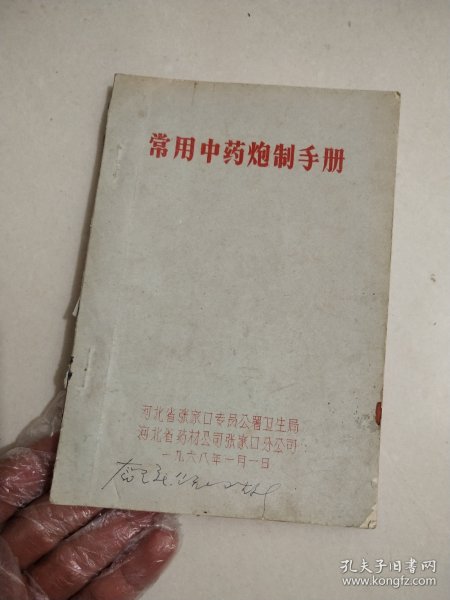 常用中药炮制手册
河北省张家口专员公署卫生局
河北省药材公司张家口分公司
一九六八年一月一日
孔夫子旧书网
www.kongfz.com